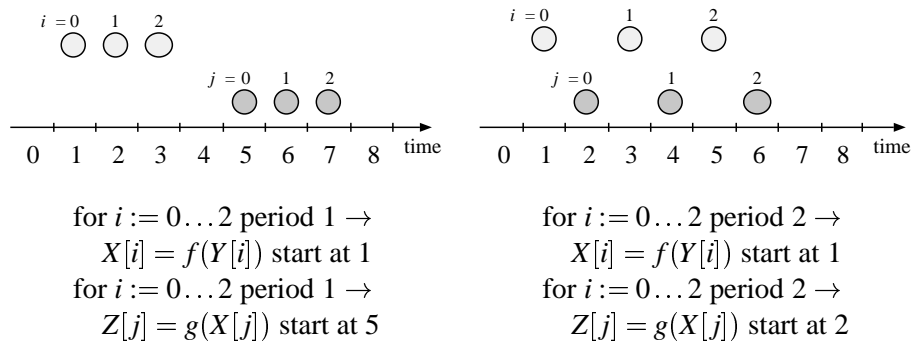 i = 0 1 2
j = 0 1 2
0 1 2 3 4 5 6 7 8 time
for i := 0…2 period 1 →
X[i] = f(Y[i]) start at 1
for i := 0…2 period 1 →
Z[j] = g(X[j]) start at 5
i = 0 1 2
j = 0 1 2
0 1 2 3 4 5 6 7 8 time
for i := 0…2 period 2 →
X[i] = f(Y[i]) start at 1
for i := 0…2 period 2 →
Z[j] = g(X[j]) start at 2